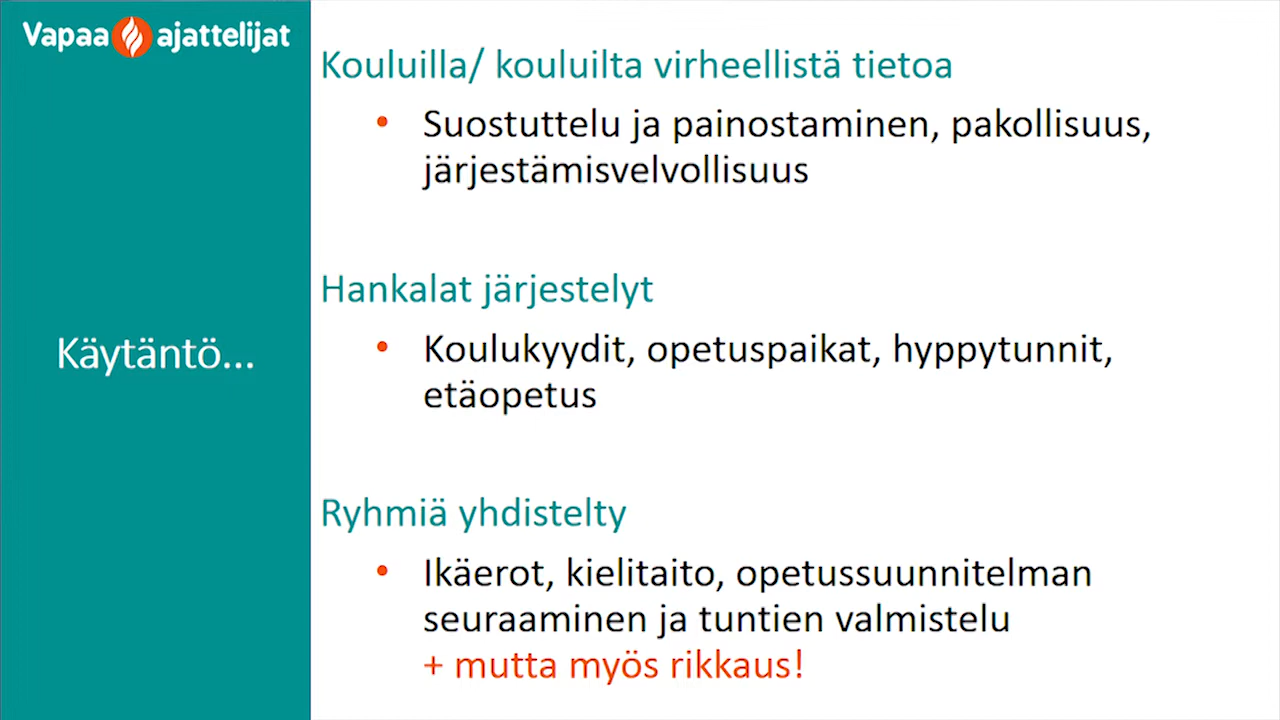 Vapaa ajattelijat
Käytäntö...
Kouluilla/ kouluilta virheellistä tietoa
• Suostuttelu ja painostaminen, pakollisuus,
järjestämisvelvollisuus
Hankalat järjestelyt
• Koulukyydit, opetuspaikat, hyppytunnit,
etäopetus
Ryhmiä yhdistelty
• Ikäerot, kielitaito, opetussuunnitelman
seuraaminen ja tuntien valmistelu
+ mutta myös rikkaus!